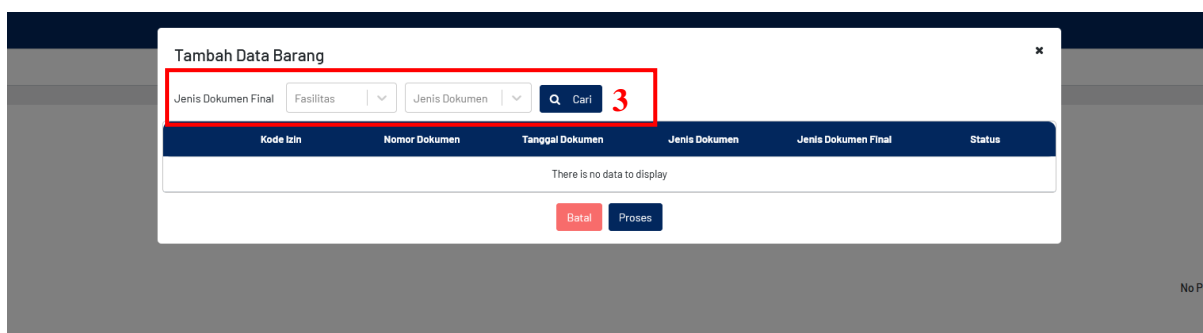 Tambah Data Barang
×
Jenis Dokumen Final Fasilitas Jenis Dokumen Cari 3
Kode Izin Nomor Dokumen Tanggal Dokumen Jenis Dokumen Jenis Dokumen Final Status
There is no data to display
Batal Proses
No P